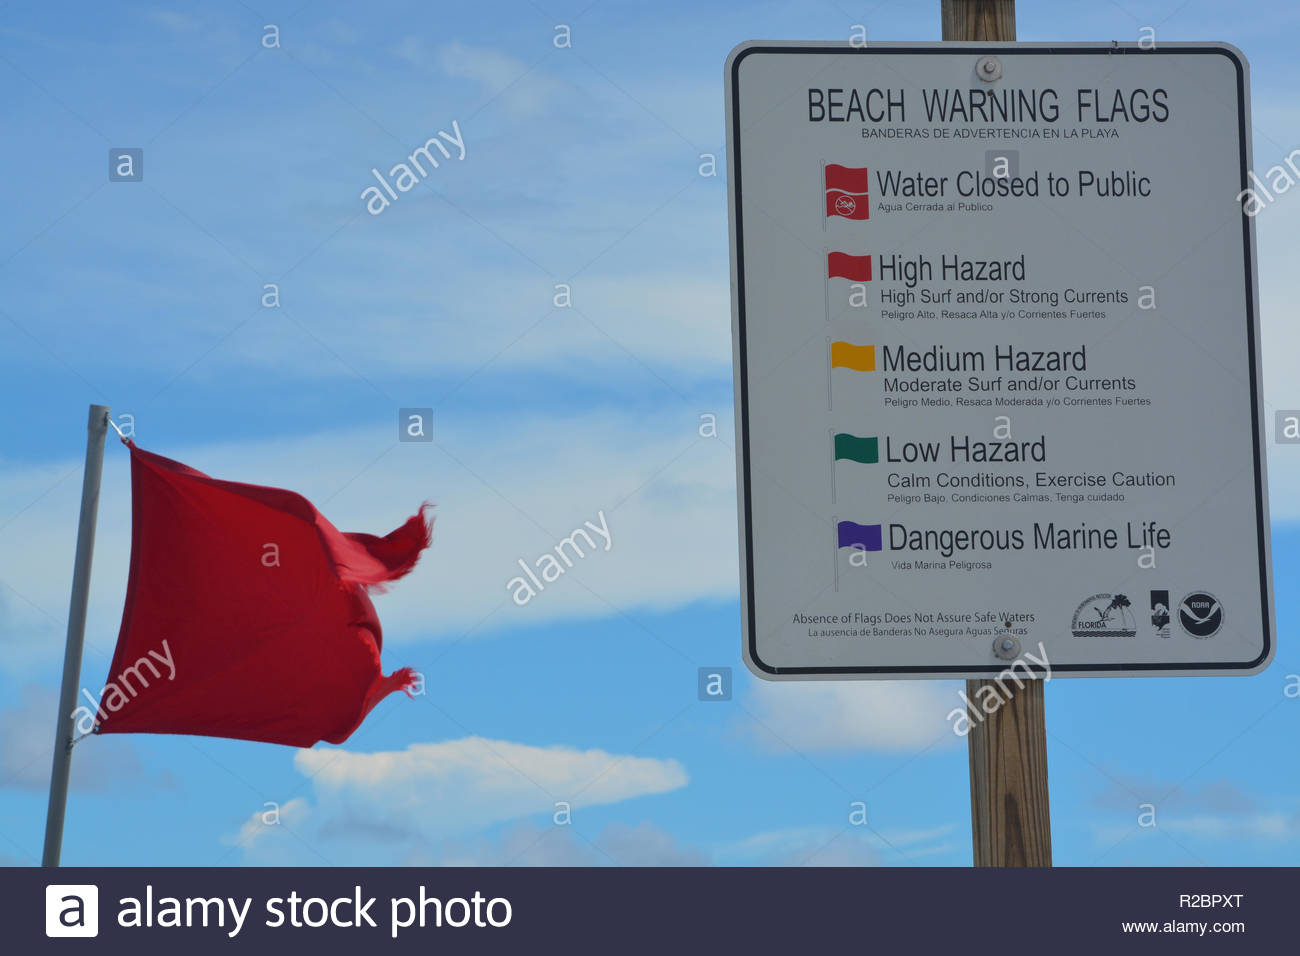 BEACH WARNING FLAGS
BANDERAS DE ADVERTENCIA EN LA PLAYA
Water Closed to Public
Agua Cerrada al Publico
High Hazard
High Surf and/or Strong Currents
Peligro Alto, Resaca Alta y/o Corrientes Fuertes
Medium Hazard
Moderate Surf and/or Currents
Peligro Medio, Resaca Moderada y/o Corrientes Fuertes
Low Hazard
Calm Conditions, Exercise Caution
Peligro Bajo, Condiciones Calmas, Tenga cuidado
Dangerous Marine Life
Vida Marina Peligrosa
Absence of Flags Does Not Assure Safe Waters
La ausencia de Banderas No Asegura Aguas Seguras
FLORIDA
NOAA
alamy
alamy
alamy
alamy
alamy
a alamy stock photo
R2BPXT
www.alamy.com